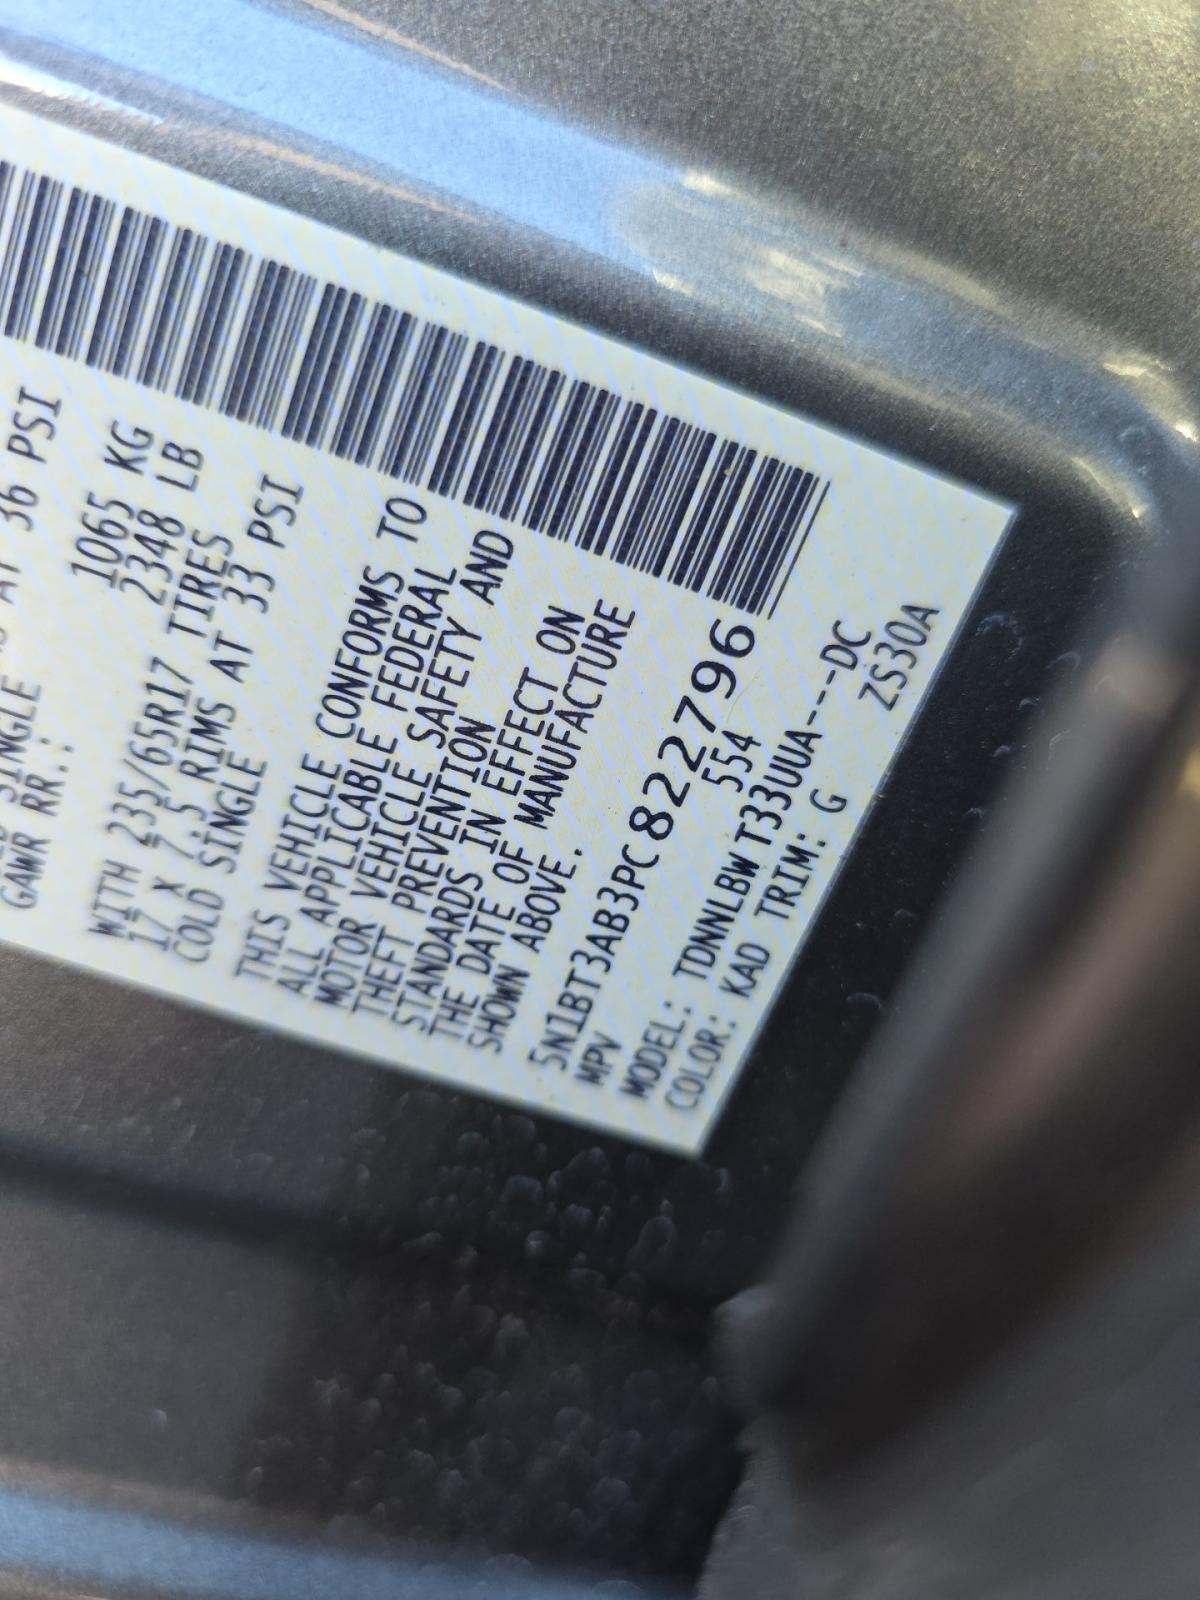 SINGLE AT 36 PSI
GAWR RR.: 1065 KG
2348 LB
WITH 235/65R17 TIRES
17 X 7.5 RIMS AT 33 PSI
COLD SINGLE
THIS VEHICLE CONFORMS TO
ALL APPLICABLE FEDERAL
MOTOR VEHICLE SAFETY AND
THEFT PREVENTION
STANDARDS IN EFFECT ON
THE DATE OF MANUFACTURE
SHOWN ABOVE.
5N1BT3AB3PC822796
MPV 554
MODEL: TDNNLBW T33UUA---DC
COLOR: KAD TRIM: G ZS30A